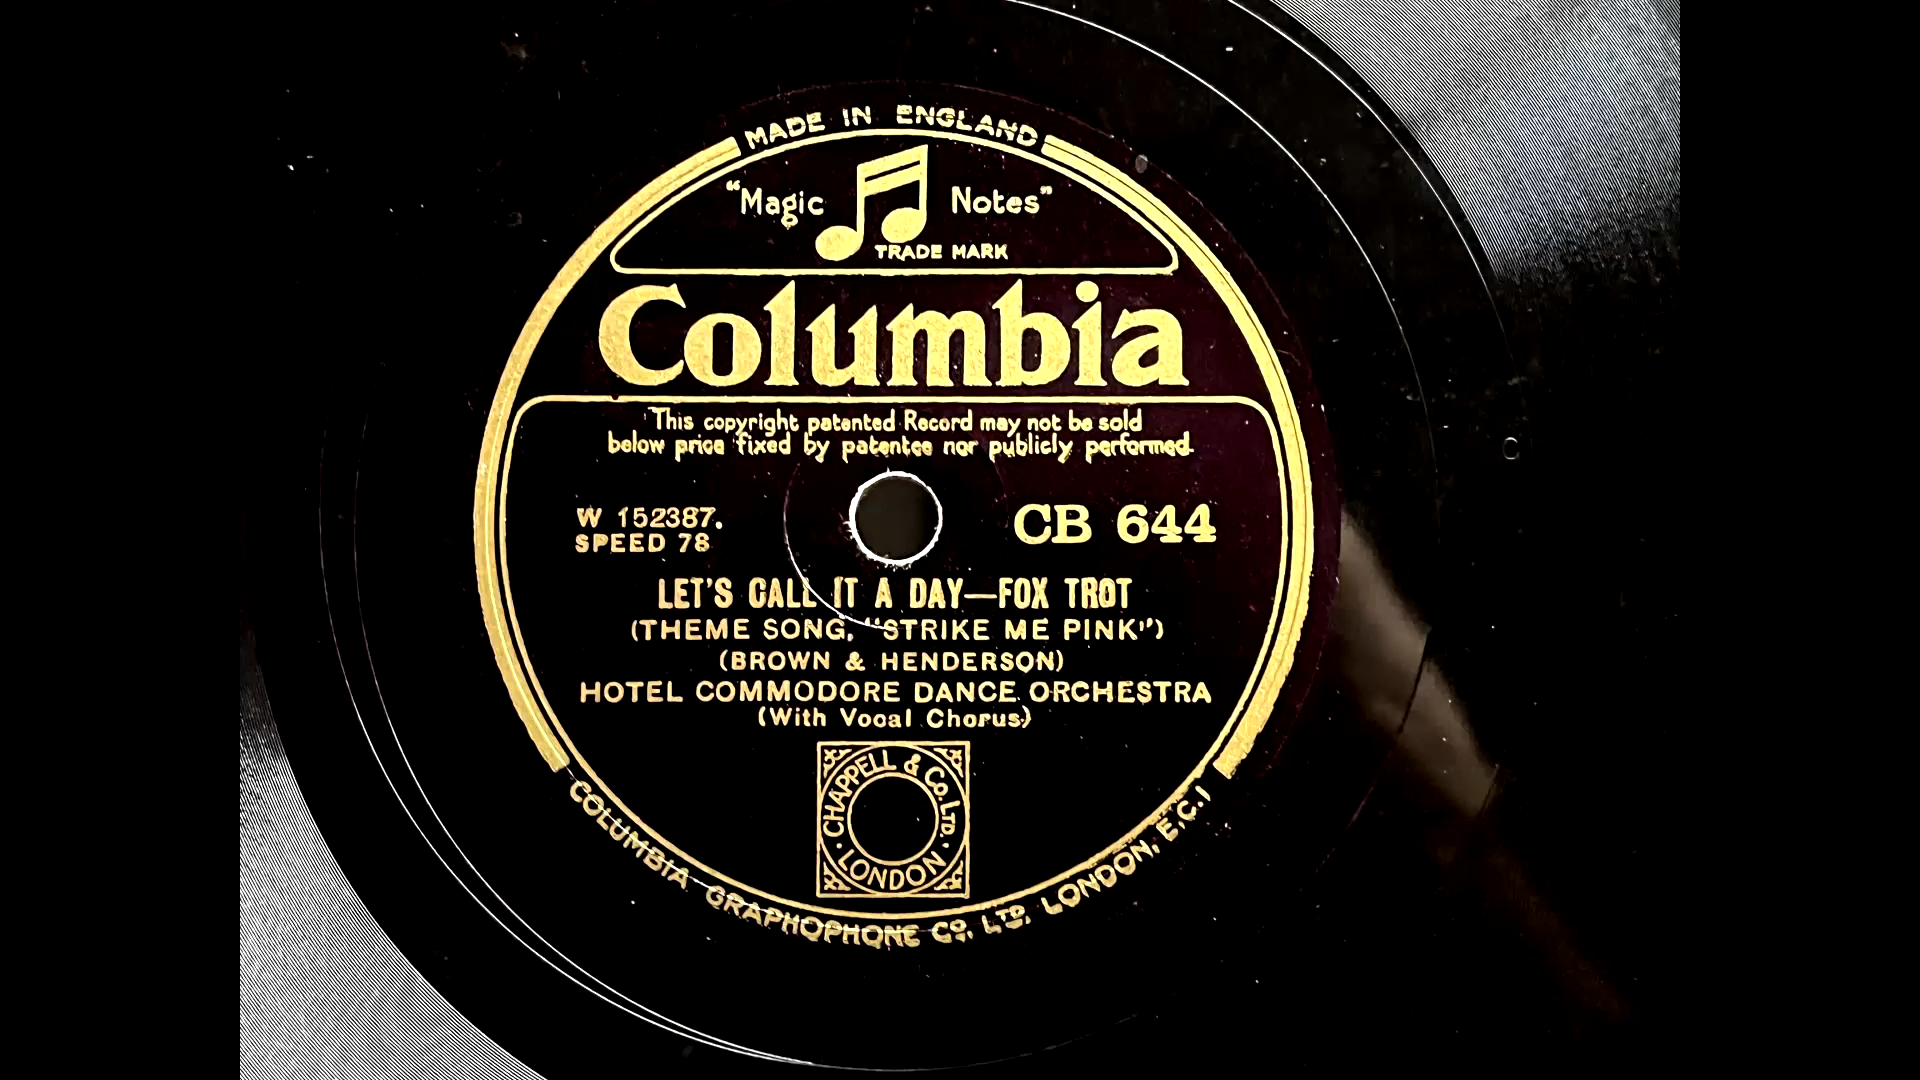 MADE IN ENGLAND
"Magic Notes"
TRADE MARK
Columbia
This copyright patented Record may not be sold
below price fixed by patentee nor publicly performed.
W 152387.
SPEED 78
CB 644
LET'S CALL IT A DAY—FOX TROT
(THEME SONG, "STRIKE ME PINK")
(BROWN & HENDERSON)
HOTEL COMMODORE DANCE ORCHESTRA
(With Vocal Chorus)
CHAPPELL & Co. LTD.
· LONDON ·
COLUMBIA GRAPHOPHONE CO. LTD. LONDON, E.C.1